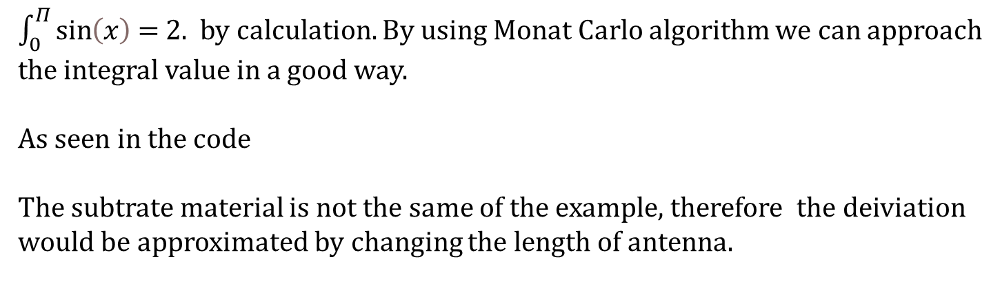 ∫₀^Π sin(x) = 2. by calculation. By using Monat Carlo algorithm we can approach
the integral value in a good way.
As seen in the code
The subtrate material is not the same of the example, therefore the deiviation
would be approximated by changing the length of antenna.